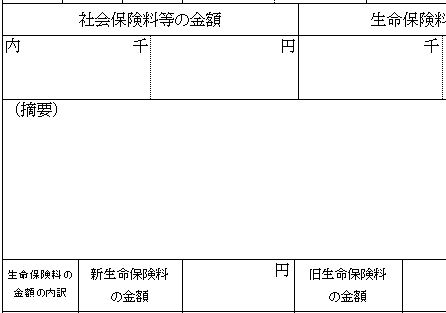 社会保険料等の金額 生命保険料
内 千 円 千
（摘要）
生命保険料の
金額の内訳
新生命保険料
の金額
円
旧生命保険料
の金額